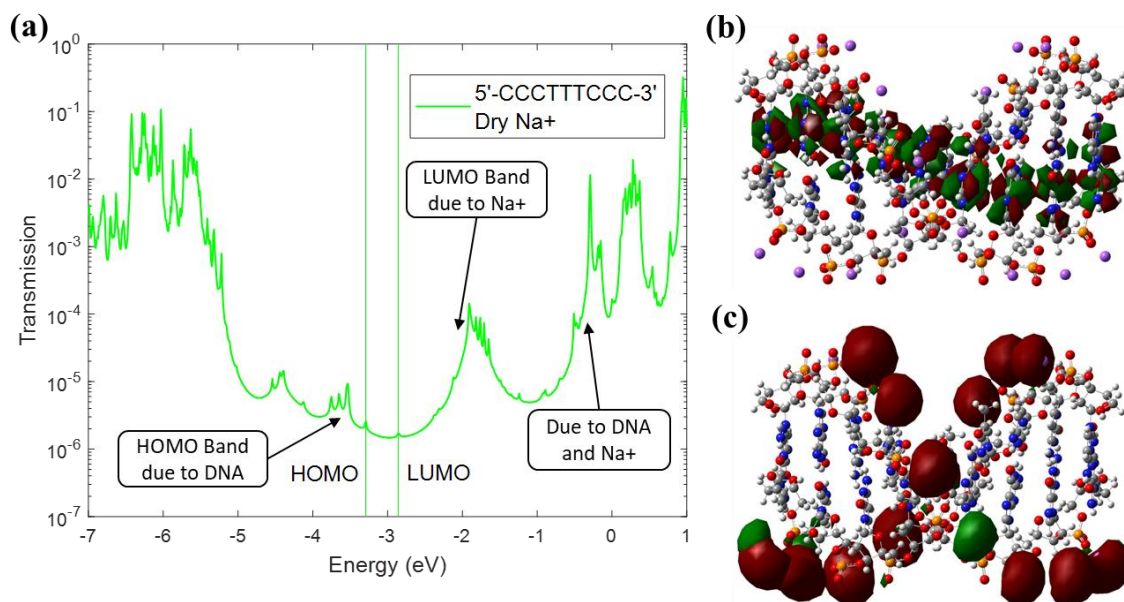 (a)
10^0
10^-1
10^-2
10^-3
10^-4
10^-5
10^-6
10^-7
Transmission
5'-CCCTTTCCC-3'
Dry Na+
LUMO Band
due to Na+
HOMO Band
due to DNA
HOMO
LUMO
Due to DNA
and Na+
-7 -6 -5 -4 -3 -2 -1 0 1
Energy (eV)
(b)
(c)